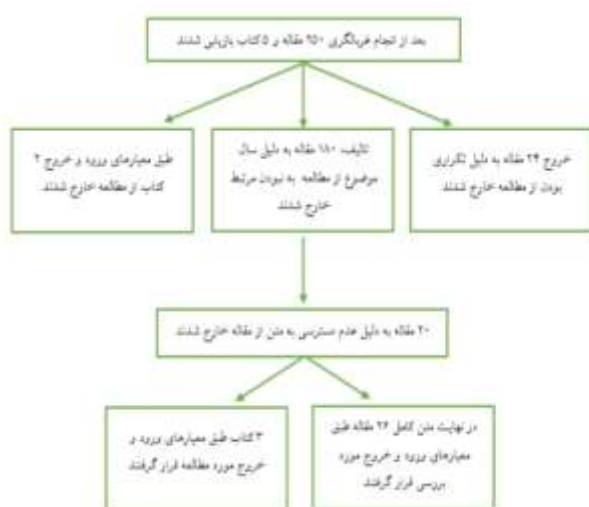 بعد از انجام غربالگری ۲۵۰ مقاله و ۵ کتاب بازیابی شدند
خروج ۲۴ مقاله به دلیل تکراری
بودن از مطالعه خارج شدند
تالیف، ۱۸۰ مقاله به دلیل سال
موضوع از مطالعه به نبودن مرتبط
خارج شدند
طبق معیارهای ورود و خروج ۲
کتاب از مطالعه خارج شدند
۲۰ مقاله به دلیل عدم دسترسی به متن از مقاله خارج شدند
در نهایت متن کامل ۲۶ مقاله طبق
معیارهای ورود و خروج مورد
بررسی قرار گرفتند
۳ کتاب طبق معیارهای ورود و
خروج مورد مطالعه قرار گرفتند